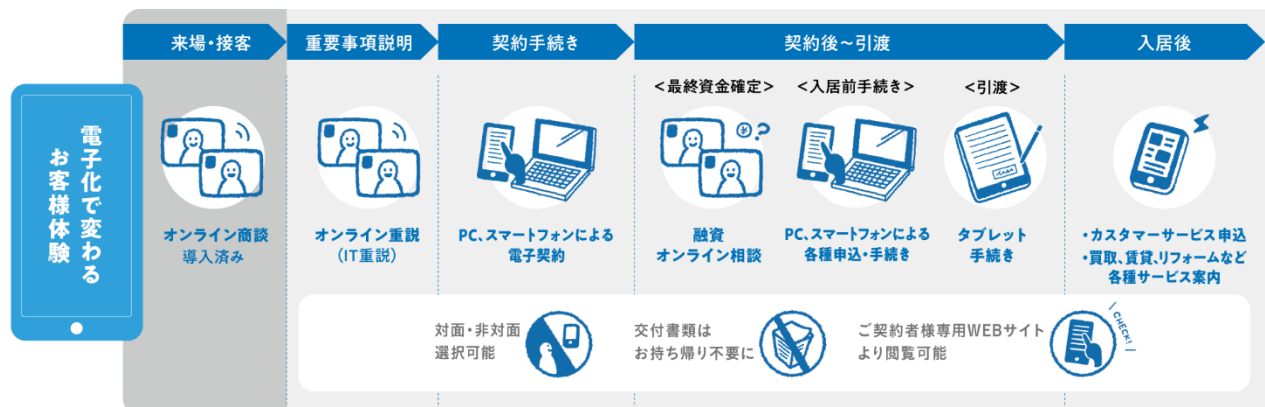 来場・接客
重要事項説明
契約手続き
契約後～引渡
入居後
電子化で変わる
お客様体験
<最終資金確定>
<入居前手続き>
<引渡>
¥?
オンライン商談
導入済み
オンライン重説
(IT重説)
PC、スマートフォンによる
電子契約
融資
オンライン相談
PC、スマートフォンによる
各種申込・手続き
タブレット
手続き
・カスタマーサービス申込
・買取、賃貸、リフォームなど
各種サービス案内
対面・非対面
選択可能
交付書類は
お持ち帰り不要に
ご契約者様専用WEBサイト
より閲覧可能
CHECK!